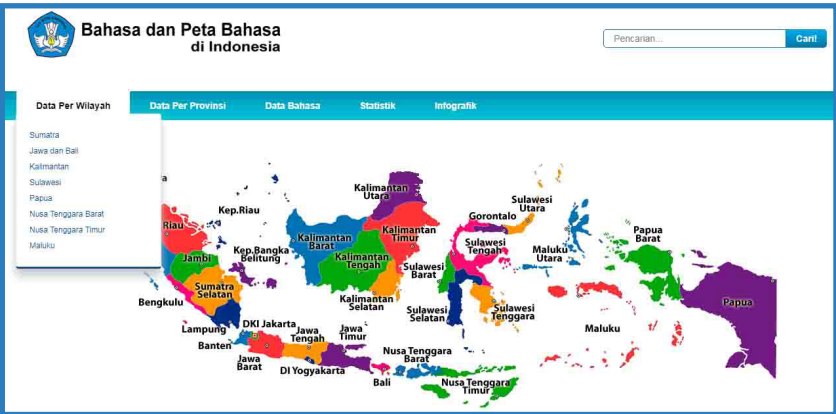 Bahasa dan Peta Bahasa
di Indonesia
Pencarian...
Cari!
Data Per Wilayah
Data Per Provinsi
Data Bahasa
Statistik
Infografik
Sumatra
Jawa dan Bali
Kalimantan
Sulawesi
Papua
Nusa Tenggara Barat
Nusa Tenggara Timur
Maluku
a
Riau
Kep.Riau
Jambi
Kep.Bangka
Belitung
Sumatra
Selatan
Bengkulu
Lampung
Banten
DKI Jakarta
Jawa
Barat
Jawa
Tengah
DI Yogyakarta
Jawa
Timur
Bali
Nusa Tenggara
Barat
Nusa Tenggara
Timur
Kalimantan
Utara
Kalimantan
Barat
Kalimantan
Timur
Kalimantan
Tengah
Kalimantan
Selatan
Sulawesi
Utara
Gorontalo
Sulawesi
Tengah
Sulawesi
Barat
Sulawesi
Selatan
Sulawesi
Tenggara
Maluku
Utara
Maluku
Papua
Barat
Papua